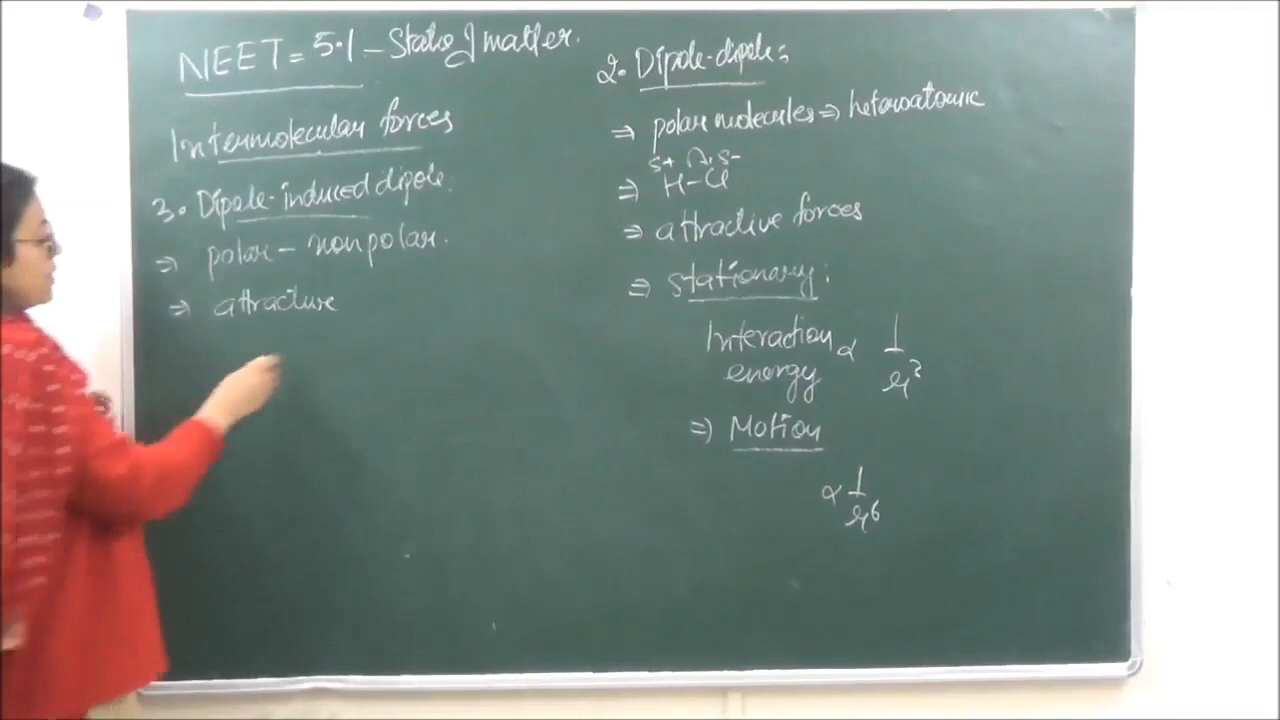 NEET = 5.1 - State of matter.
Intermolecular forces
3. Dipole-induced dipole.
⇒ polar - nonpolar.
⇒ attractive
2. Dipole-dipole:
⇒ polar molecules ⇒ heteroatomic
δ+ δ-
⇒ H-Cl
⇒ attractive forces
⇒ stationary:
Interaction energy ∝ 1/r³
⇒ Motion
∝ 1/r⁶